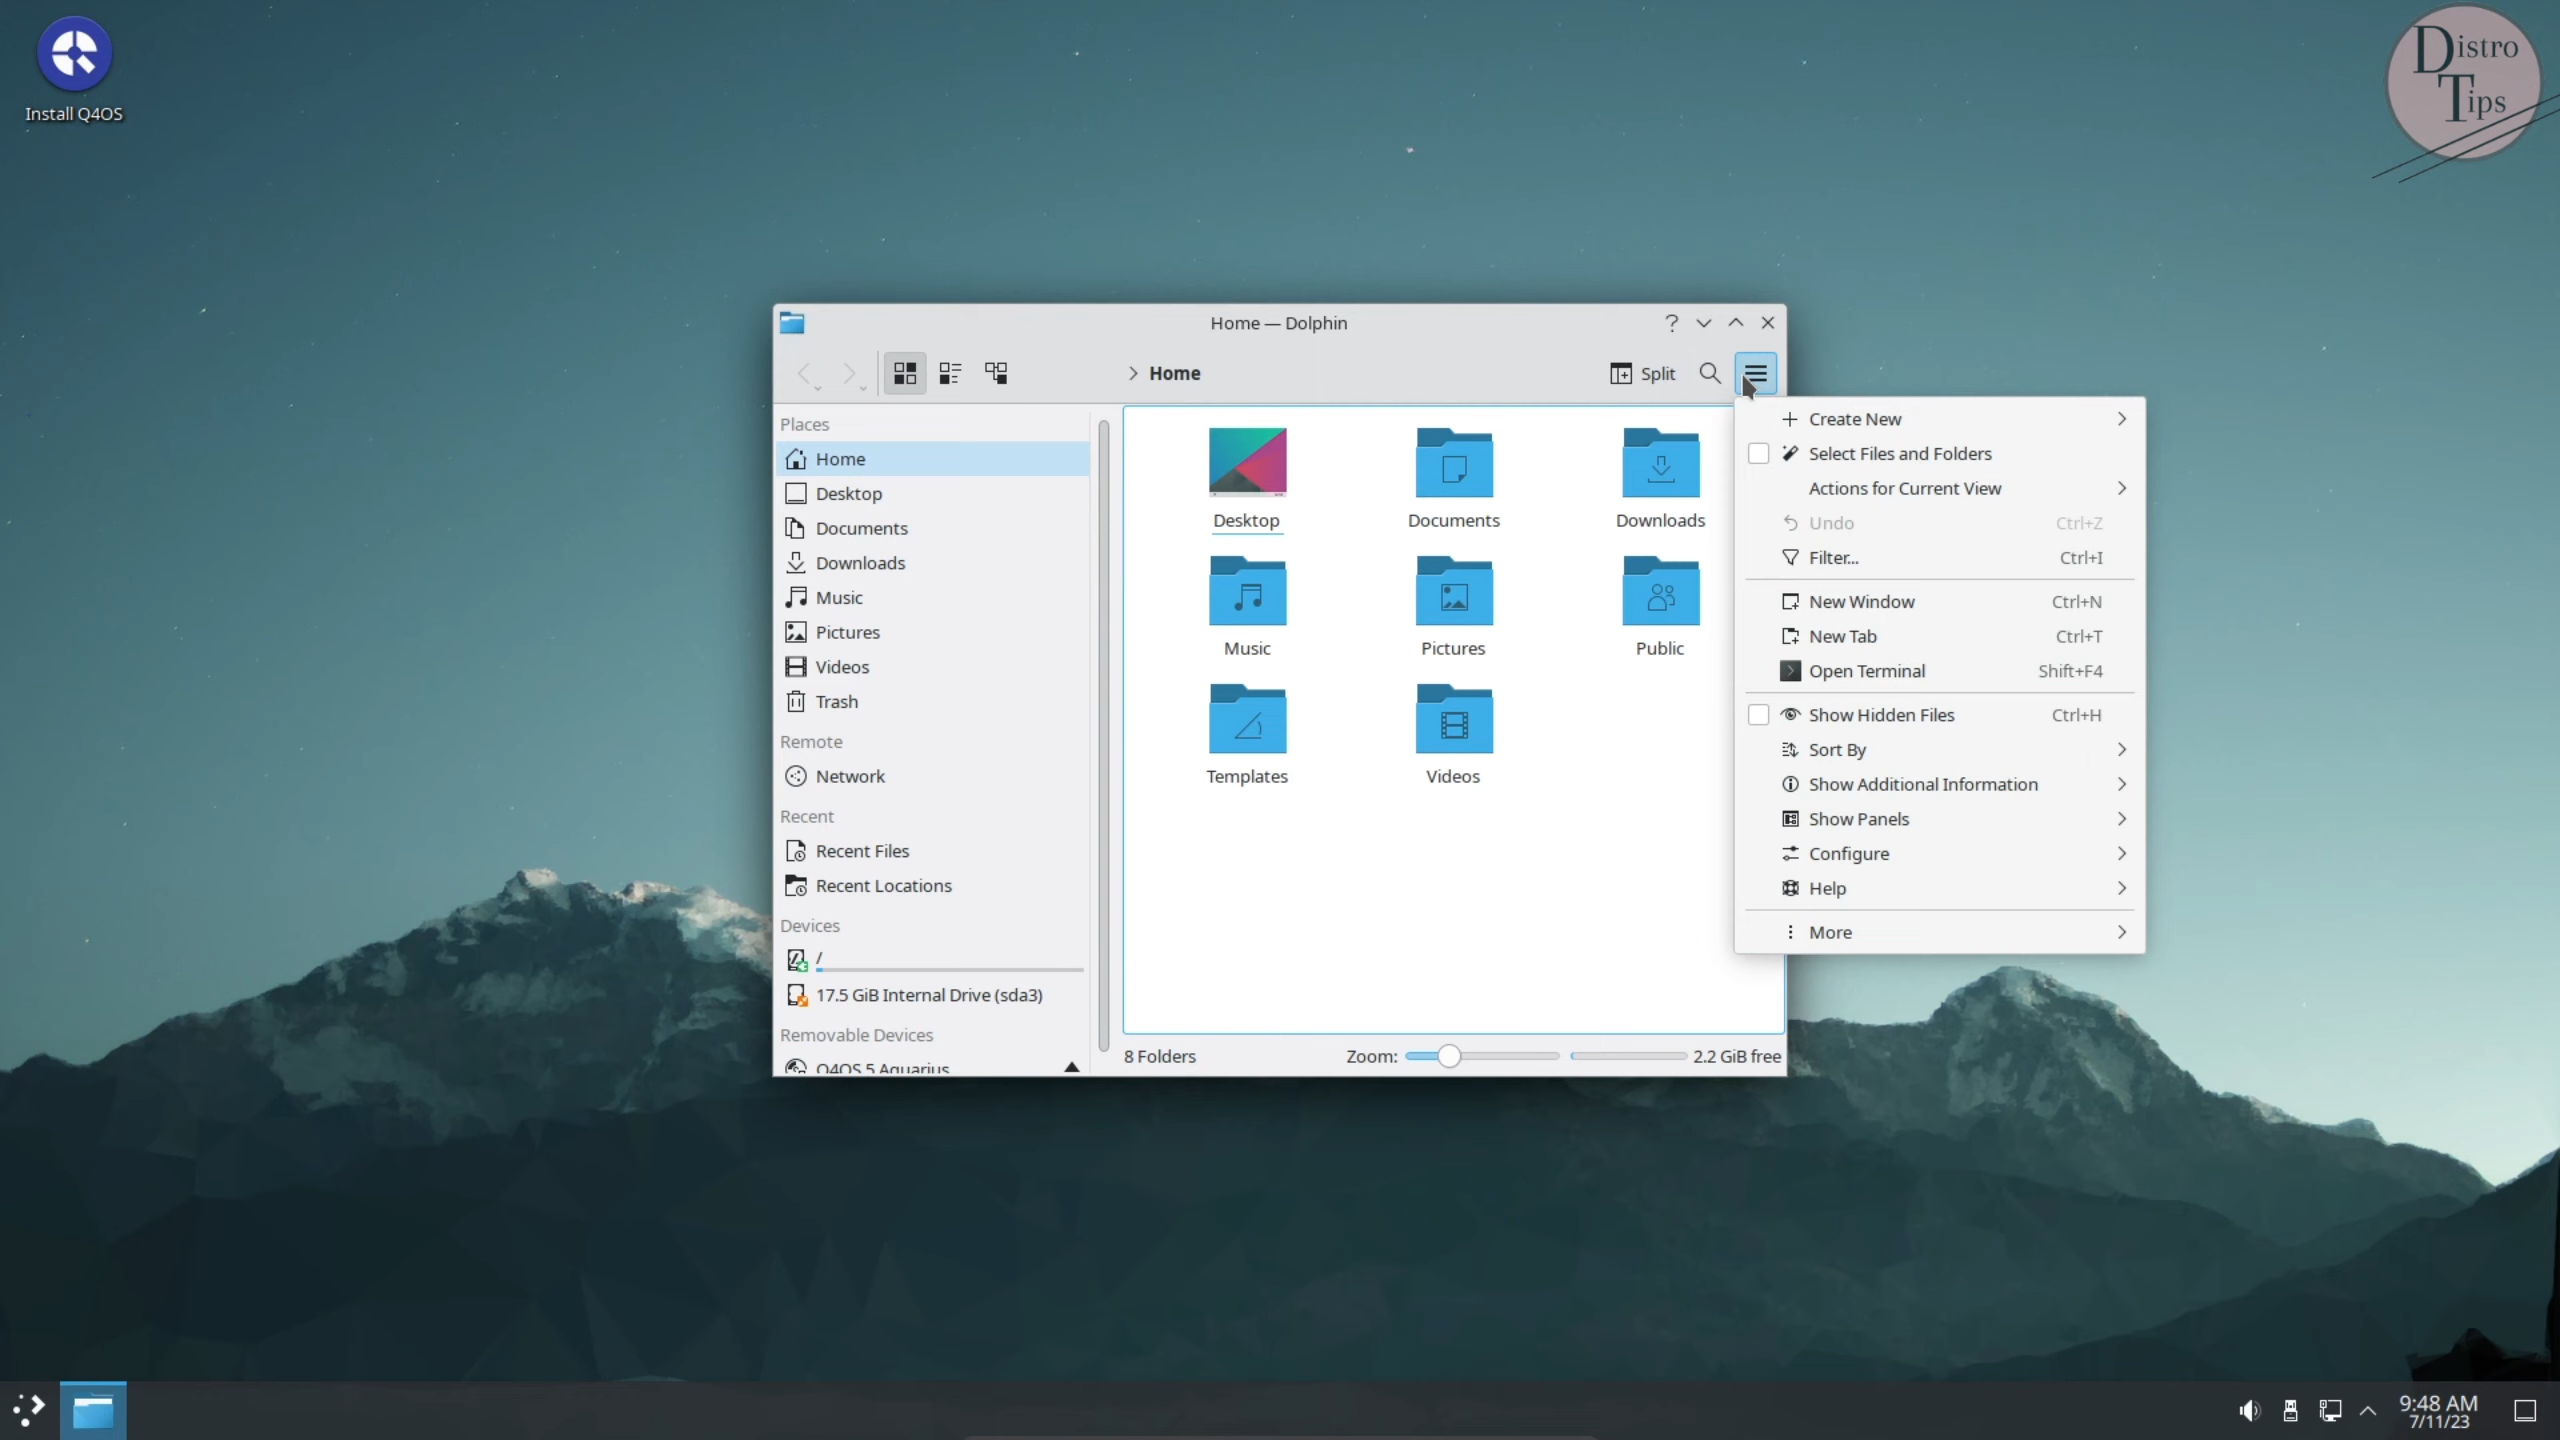 Install Q4OS
Distro
Tips
Home — Dolphin
Home
Split
Places
Home
Desktop
Documents
Downloads
Music
Pictures
Videos
Trash
Remote
Network
Recent
Recent Files
Recent Locations
Devices
/
17.5 GiB Internal Drive (sda3)
Removable Devices
Q4OS 5 Aquarius
Desktop
Documents
Downloads
Music
Pictures
Public
Templates
Videos
8 Folders
Zoom:
2.2 GiB free
Create New
Select Files and Folders
Actions for Current View
Undo Ctrl+Z
Filter... Ctrl+I
New Window Ctrl+N
New Tab Ctrl+T
Open Terminal Shift+F4
Show Hidden Files Ctrl+H
Sort By
Show Additional Information
Show Panels
Configure
Help
More
9:48 AM
7/11/23